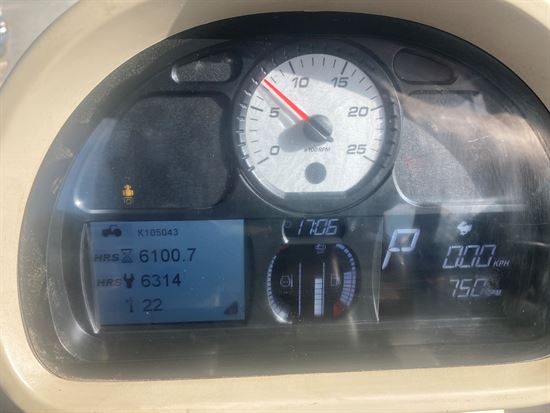 0 5 10 15 20 25
x100 RPM
K105043
HRS 6100.7
HRS 6314
22
17:06
P
0.00 KPH
750 RPM